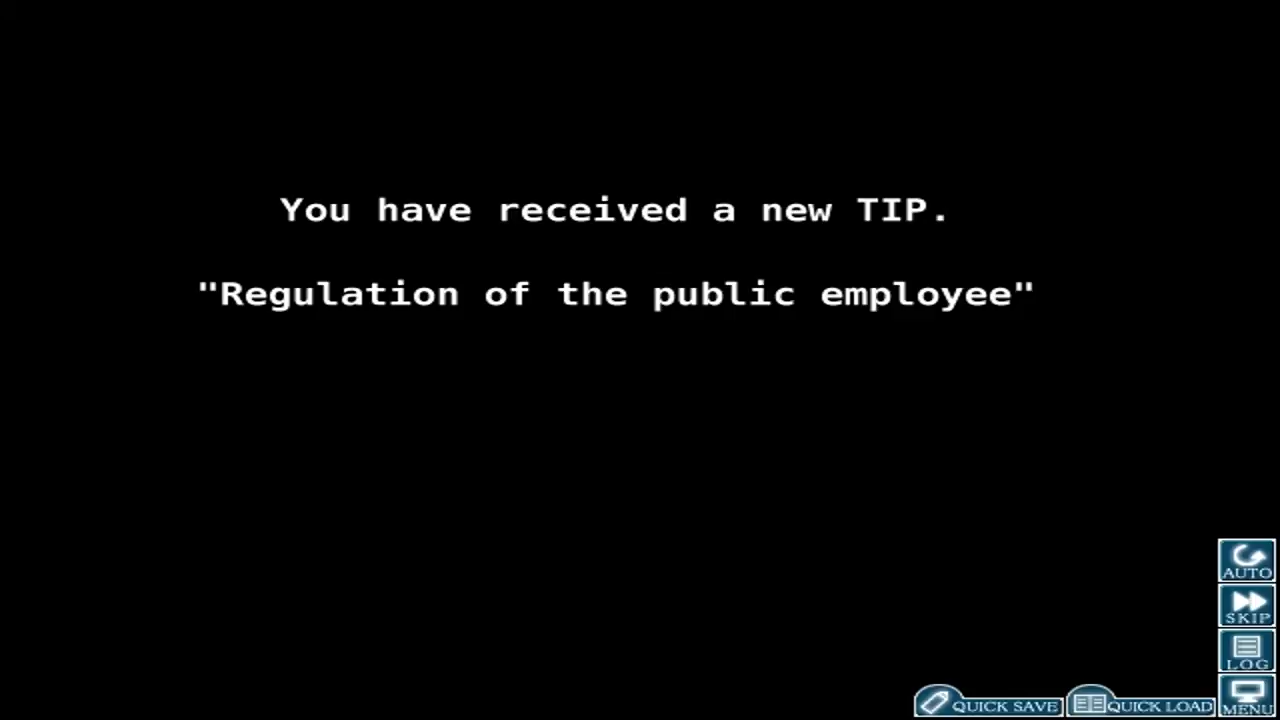 You have received a new TIP.
"Regulation of the public employee"
AUTO
SKIP
LOG
QUICK SAVE
QUICK LOAD
MENU